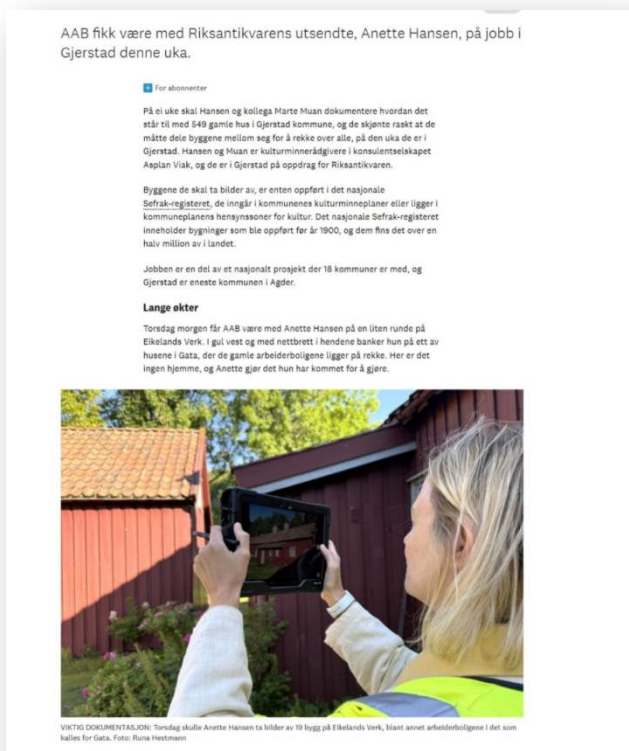 AAB fikk være med Riksantikvarens utsendte, Anette Hansen, på jobb i
Gjerstad denne uka.
+ For abonnenter
På ei uke skal Hansen og kollega Marte Muan dokumentere hvordan det
står til med 549 gamle hus i Gjerstad kommune, og de skjønte raskt at de
måtte dele byggene mellom seg for å rekke over alle, på den uka de er i
Gjerstad. Hansen og Muan er kulturminnerådgivere i konsulentselskapet
Asplan Viak, og de er i Gjerstad på oppdrag for Riksantikvaren.
Byggene de skal ta bilder av, er enten oppført i det nasjonale
Sefrak-registeret, de inngår i kommunenes kulturminneplaner eller ligger i
kommuneplanens hensynssoner for kultur. Det nasjonale Sefrak-registeret
inneholder bygninger som ble oppført før år 1900, og dem fins det over en
halv million av i landet.
Jobben er en del av et nasjonalt prosjekt der 18 kommuner er med, og
Gjerstad er eneste kommunen i Agder.
Lange økter
Torsdag morgen får AAB være med Anette Hansen på en liten runde på
Eikelands Verk. I gul vest og med nettbrett i hendene banker hun på ett av
husene i Gata, der de gamle arbeiderboligene ligger på rekke. Her er det
ingen hjemme, og Anette gjør det hun har kommet for å gjøre.
VIKTIG DOKUMENTASJON: Torsdag skulle Anette Hansen ta bilder av 19 bygg på Eikelands Verk, blant annet arbeiderboligene i det som
kalles for Gata. Foto: Runa Hestmann